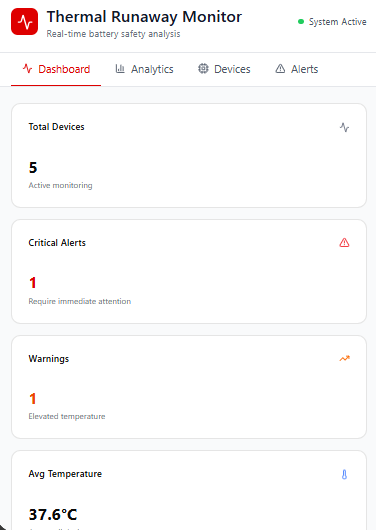 Thermal Runaway Monitor
Real-time battery safety analysis
System Active
Dashboard
Analytics
Devices
Alerts
Total Devices
5
Active monitoring
Critical Alerts
1
Require immediate attention
Warnings
1
Elevated temperature
Avg Temperature
37.6°C